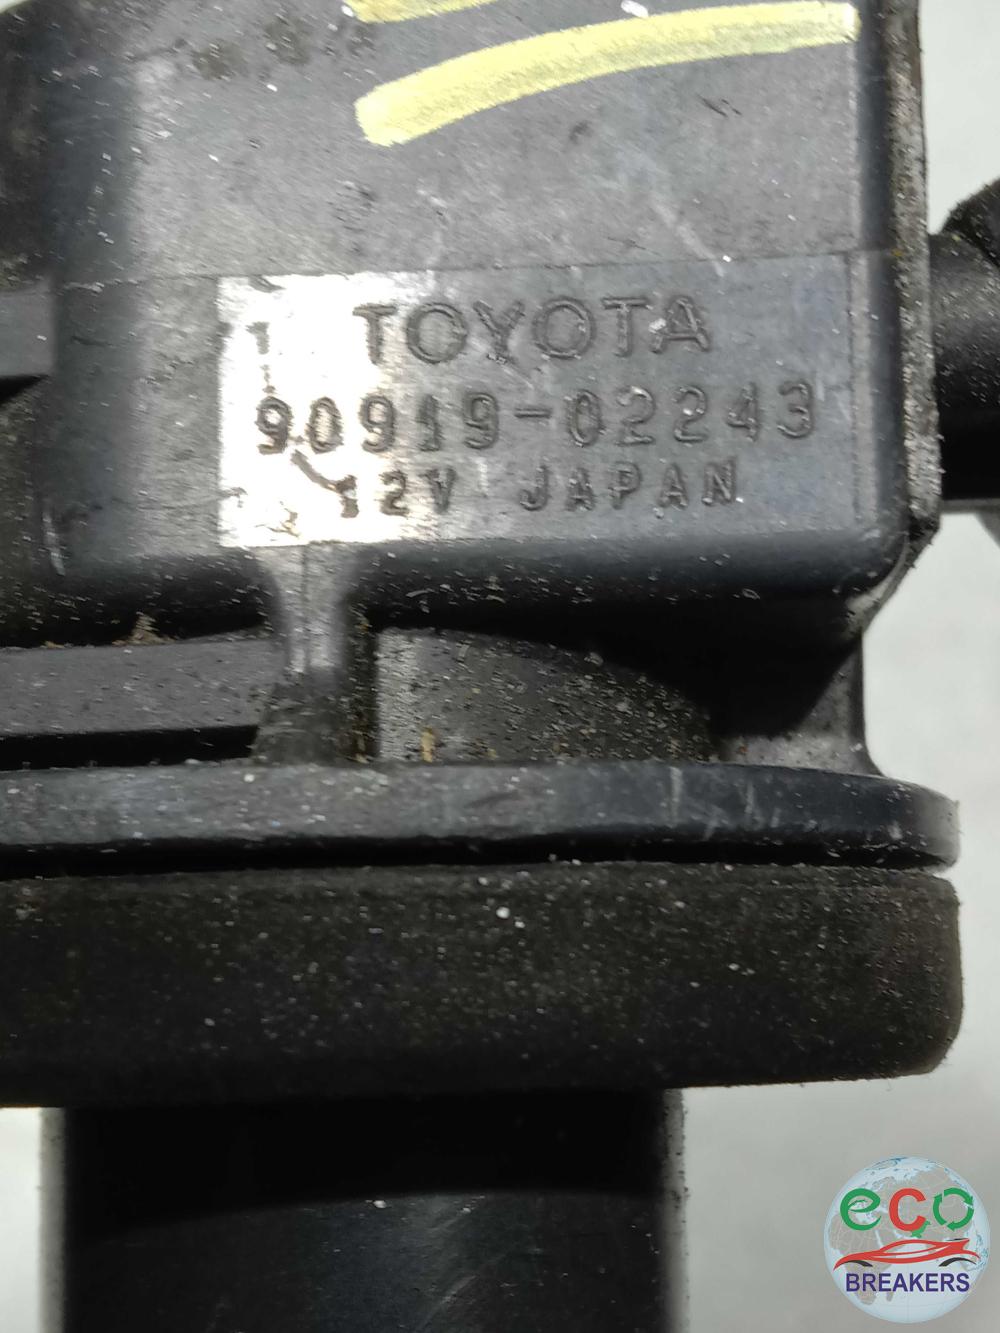 TOYOTA
90919-02243
12V JAPAN
eco
BREAKERS